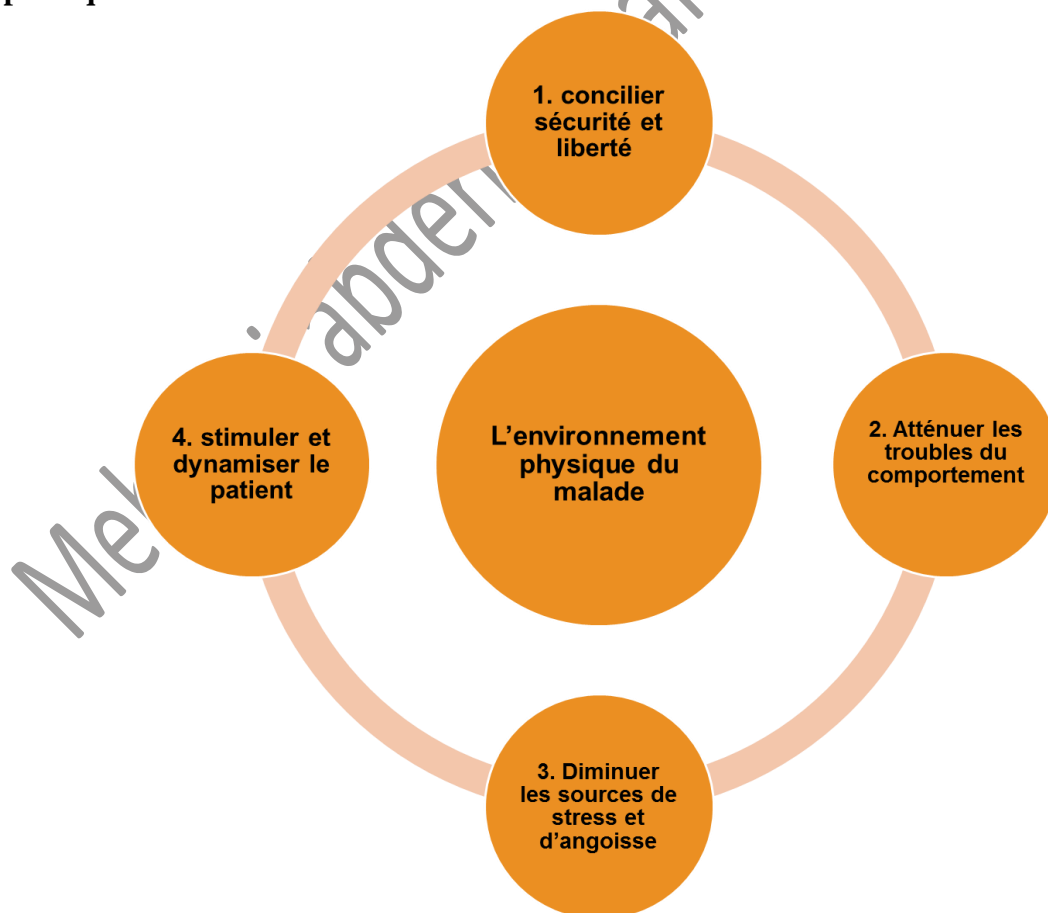 1. concilier
sécurité et
liberté
L'environnement
physique du
malade
2. Atténuer les
troubles du
comportement
4. stimuler et
dynamiser le
patient
3. Diminuer
les sources de
stress et
d'angoisse